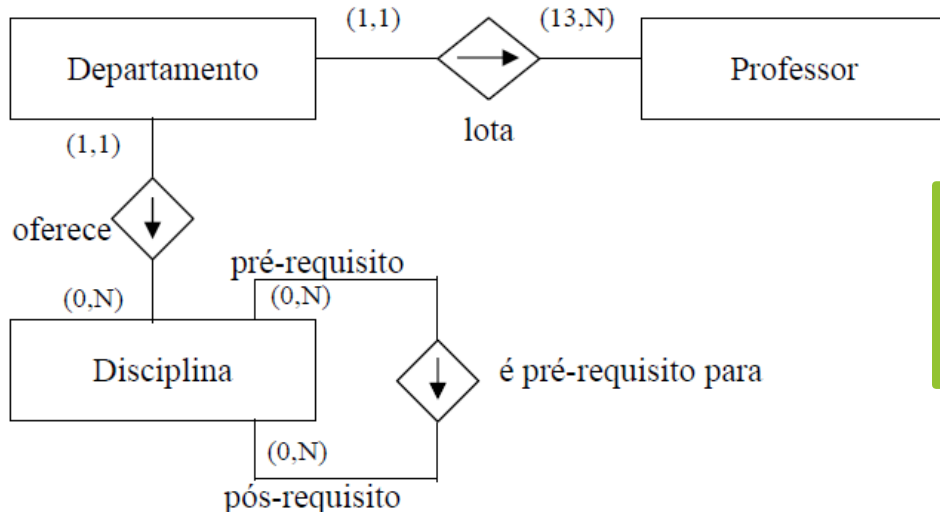 (1,1)
(13,N)
Departamento
Professor
lota
(1,1)
oferece
pré-requisito
(0,N)
(0,N)
Disciplina
é pré-requisito para
(0,N)
pós-requisito